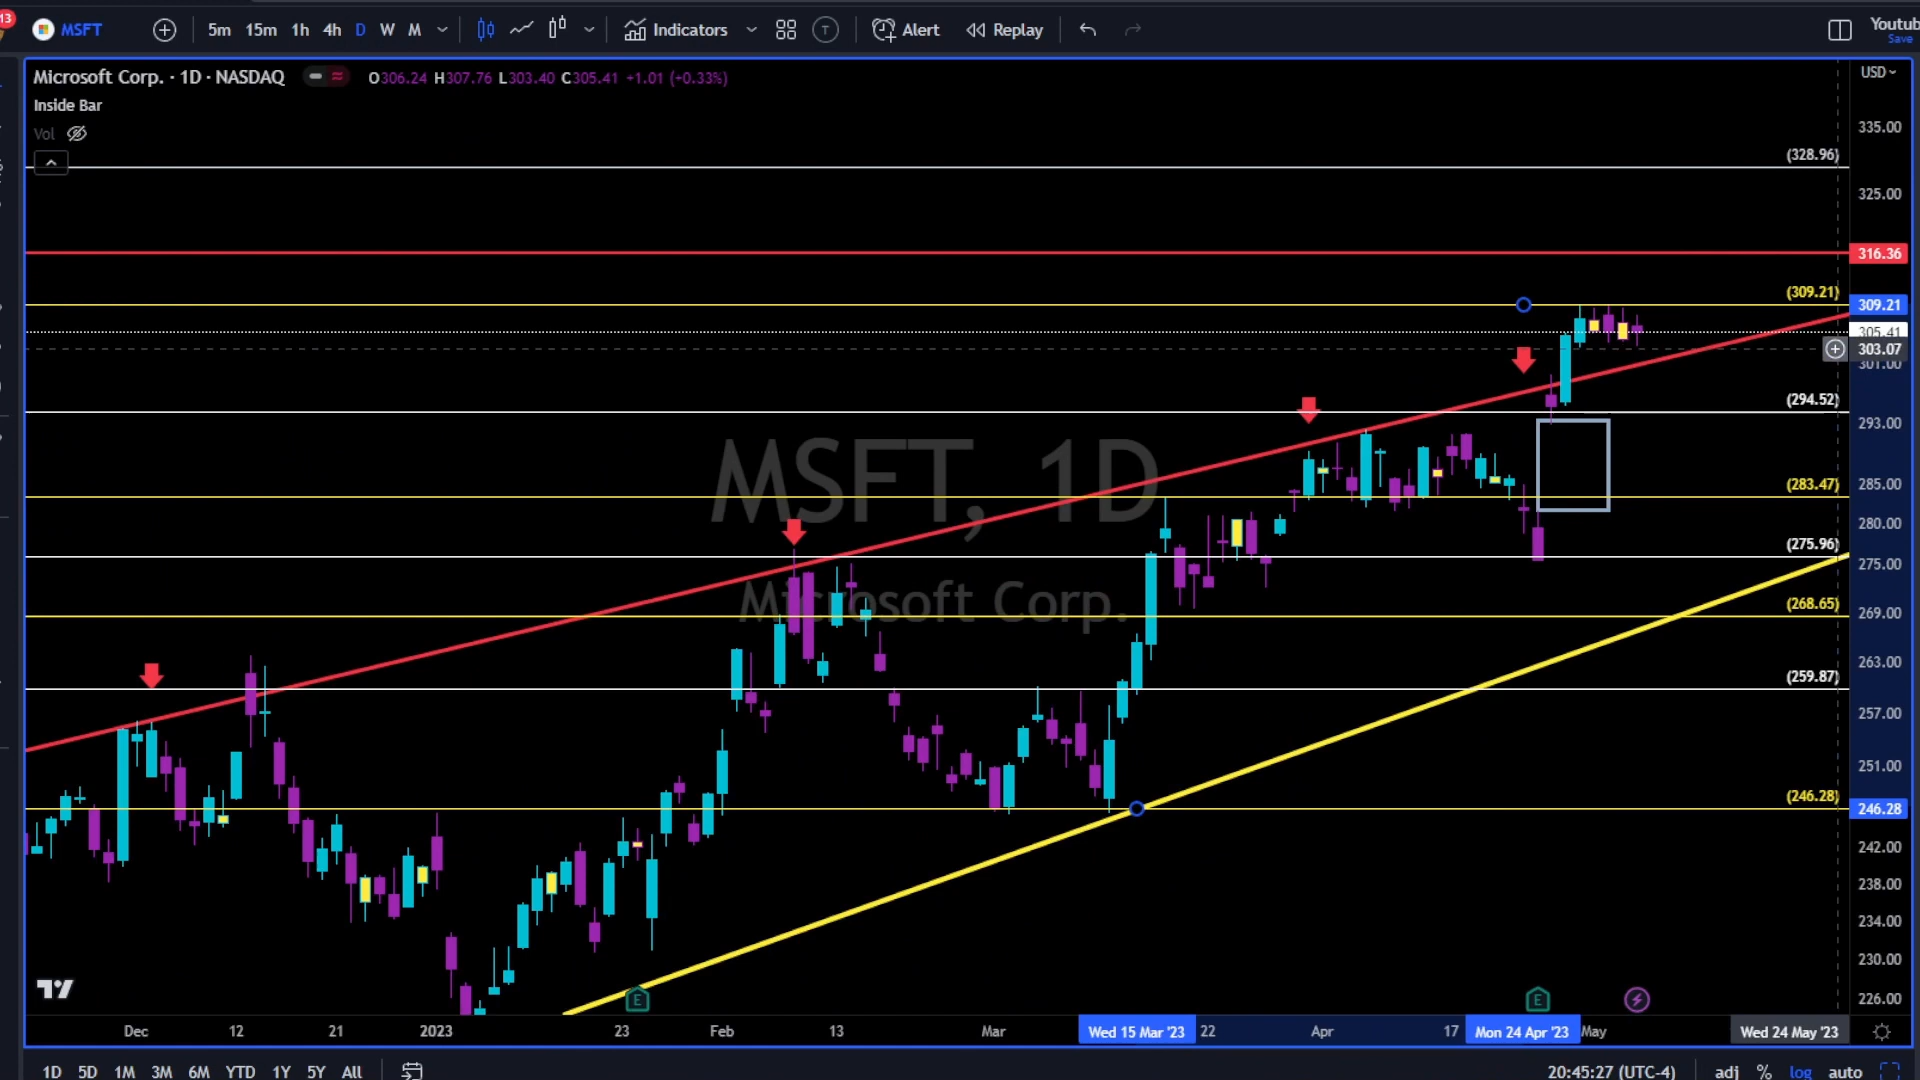 13
MSFT 5m 15m 1h 4h D W M Indicators T Alert Replay Youtub
Save
Microsoft Corp. · 1D · NASDAQ O306.24 H307.76 L303.40 C305.41 +1.01 (+0.33%) USD
Inside Bar
Vol
335.00
(328.96)
325.00
316.36
(309.21) 309.21
305.41
303.07
301.00
(294.52)
293.00
MSFT, 1D
(283.47) 285.00
280.00
(275.96) 275.00
Microsoft Corp.
(268.65) 269.00
263.00
(259.87)
257.00
251.00
(246.28) 246.28
242.00
238.00
234.00
230.00
226.00
E E
Dec 12 21 2023 23 Feb 13 Mar Wed 15 Mar '23 22 Apr 17 Mon 24 Apr '23 May Wed 24 May '23
1D 5D 1M 3M 6M YTD 1Y 5Y All 20:45:27 (UTC-4) adj % log auto